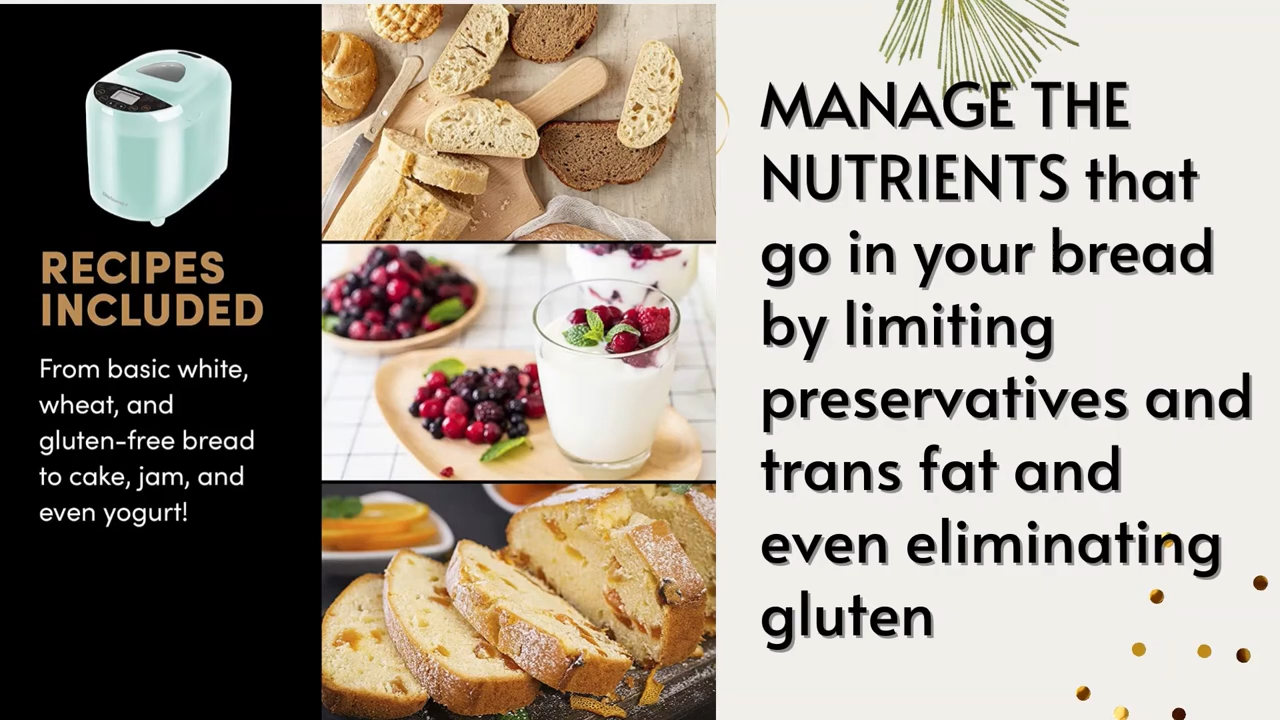 RECIPES
INCLUDED
From basic white,
wheat, and
gluten-free bread
to cake, jam, and
even yogurt!
MANAGE THE
NUTRIENTS that
go in your bread
by limiting
preservatives and
trans fat and
even eliminating
gluten